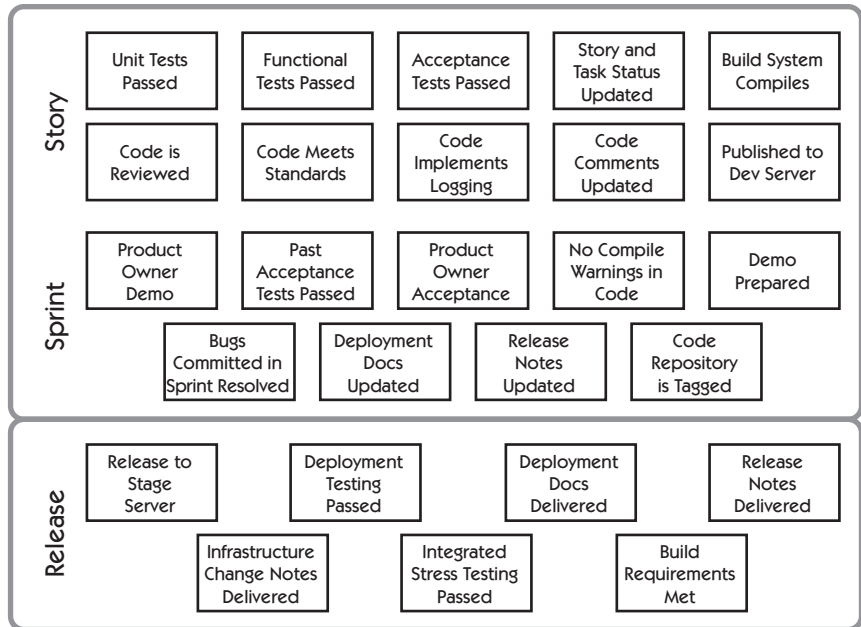 Story
Unit Tests
Passed
Functional
Tests Passed
Acceptance
Tests Passed
Story and
Task Status
Updated
Build System
Compiles
Code is
Reviewed
Code Meets
Standards
Code
Implements
Logging
Code
Comments
Updated
Published to
Dev Server
Sprint
Product
Owner
Demo
Past
Acceptance
Tests Passed
Product
Owner
Acceptance
No Compile
Warnings in
Code
Demo
Prepared
Bugs
Committed in
Sprint Resolved
Deployment
Docs
Updated
Release
Notes
Updated
Code
Repository
is Tagged
Release
Release to
Stage
Server
Deployment
Testing
Passed
Deployment
Docs
Delivered
Release
Notes
Delivered
Infrastructure
Change Notes
Delivered
Integrated
Stress Testing
Passed
Build
Requirements
Met